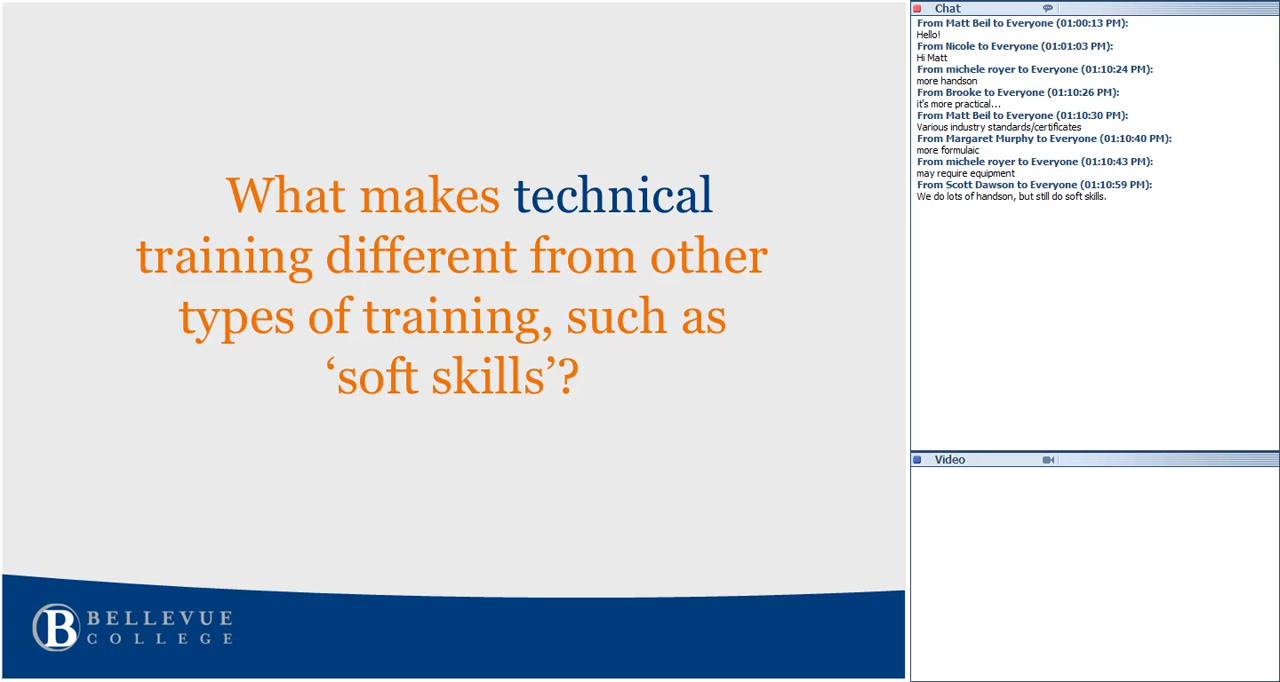 What makes technical
training different from other
types of training, such as
‘soft skills’?
BELLEVUE
COLLEGE
Chat
From Matt Beil to Everyone (01:00:13 PM):
Hello!
From Nicole to Everyone (01:01:03 PM):
Hi Matt
From michele royer to Everyone (01:10:24 PM):
more handson
From Brooke to Everyone (01:10:26 PM):
it's more practical...
From Matt Beil to Everyone (01:10:30 PM):
Various industry standards/certificates
From Margaret Murphy to Everyone (01:10:40 PM):
more formulaic
From michele royer to Everyone (01:10:43 PM):
may require equipment
From Scott Dawson to Everyone (01:10:59 PM):
We do lots of handson, but still do soft skills.
Video